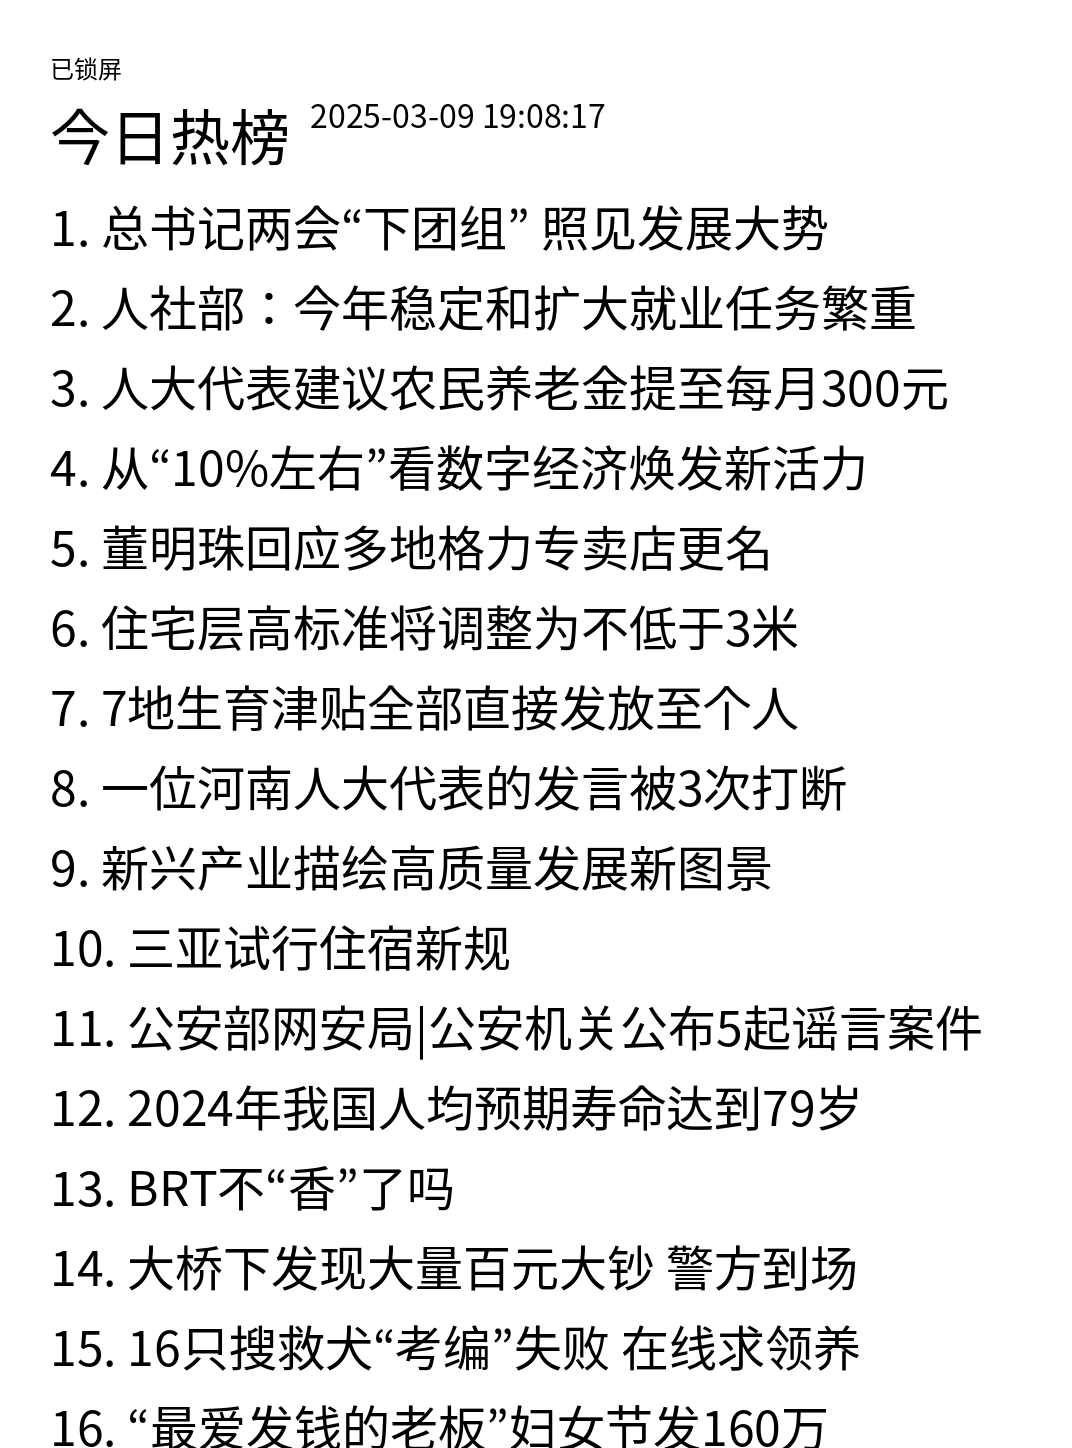 已锁屏
今日热榜 2025-03-09 19:08:17
1. 总书记两会“下团组” 照见发展大势
2. 人社部：今年稳定和扩大就业任务繁重
3. 人大代表建议农民养老金提至每月300元
4. 从“10%左右”看数字经济焕发新活力
5. 董明珠回应多地格力专卖店更名
6. 住宅层高标准将调整为不低于3米
7. 7地生育津贴全部直接发放至个人
8. 一位河南人大代表的发言被3次打断
9. 新兴产业描绘高质量发展新图景
10. 三亚试行住宿新规
11. 公安部网安局|公安机关公布5起谣言案件
12. 2024年我国人均预期寿命达到79岁
13. BRT不“香”了吗
14. 大桥下发现大量百元大钞 警方到场
15. 16只搜救犬“考编”失败 在线求领养
16. “最爱发钱的老板”妇女节发160万